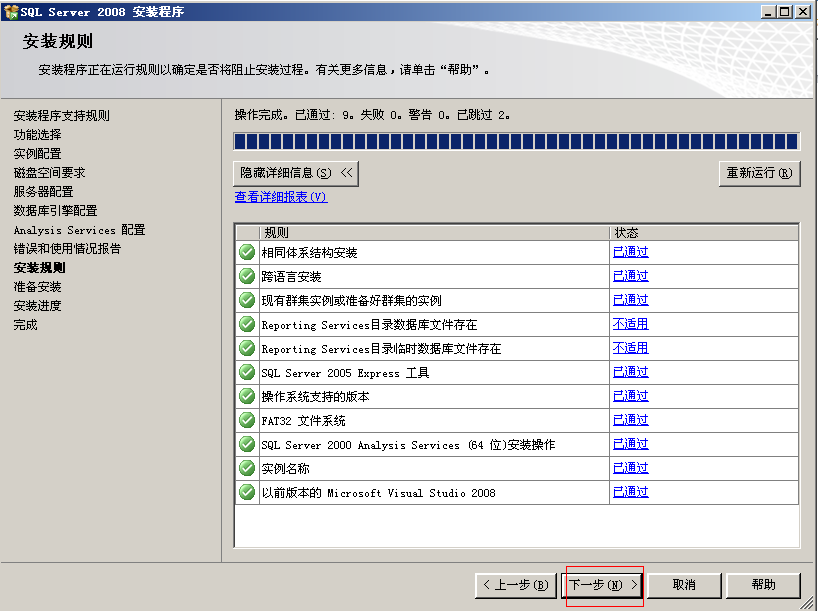 SQL Server 2008 安装程序
安装规则
安装程序正在运行规则以确定是否将阻止安装过程。有关更多信息，请单击“帮助”。
安装程序支持规则
功能选择
实例配置
磁盘空间要求
服务器配置
数据库引擎配置
Analysis Services 配置
错误和使用情况报告
安装规则
准备安装
安装进度
完成
操作完成。已通过: 9。失败 0。警告 0。已跳过 2。
隐藏详细信息(S) <<
重新运行(R)
查看详细报表(V)
规则 状态
相同体系结构安装 已通过
跨语言安装 已通过
现有群集实例或准备好群集的实例 已通过
Reporting Services目录数据库文件存在 不适用
Reporting Services目录临时数据库文件存在 不适用
SQL Server 2005 Express 工具 已通过
操作系统支持的版本 已通过
FAT32 文件系统 已通过
SQL Server 2000 Analysis Services (64 位)安装操作 已通过
实例名称 已通过
以前版本的 Microsoft Visual Studio 2008 已通过
< 上一步(B) 下一步(N) > 取消 帮助